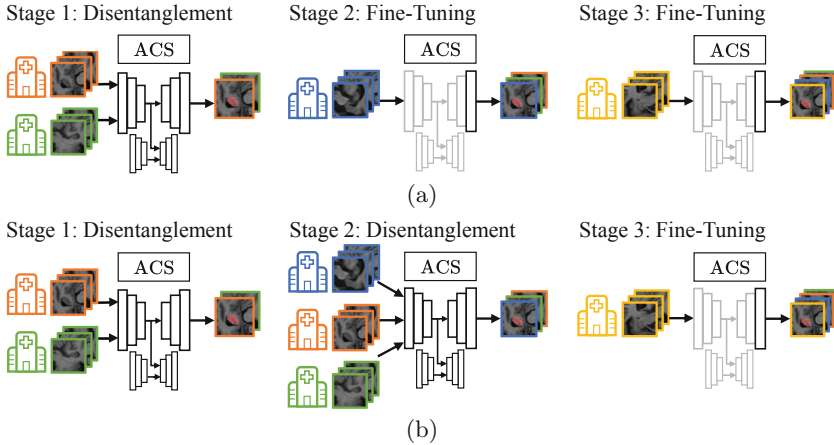 Stage 1: Disentanglement
Stage 2: Fine-Tuning
Stage 3: Fine-Tuning
ACS
ACS
ACS
(a)
Stage 1: Disentanglement
Stage 2: Disentanglement
Stage 3: Fine-Tuning
ACS
ACS
ACS
(b)